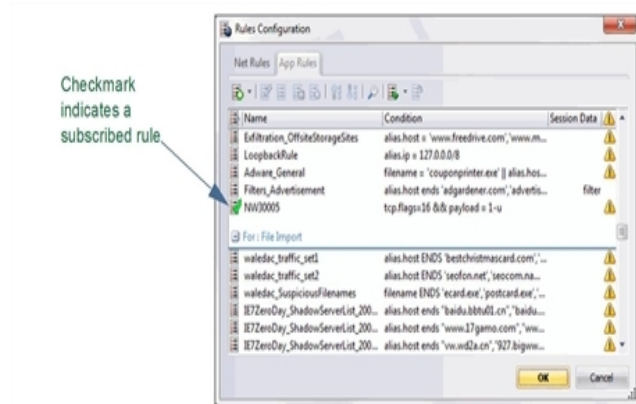 Rules Configuration
Net Rules App Rules
Checkmark
indicates a
subscribed rule
Name Condition Session Data
Exfiltration_OffsiteStorageSites alias.host = 'www.freedrive.com','www.m...
LoopbackRule alias.ip = 127.0.0.0/8
Adware_General filename = 'couponprinter.exe' || alias.hos...
Filters_Advertisement alias.host ends 'adgardener.com','advertis... filter
NW30005 tcp.flags=16 && payload = 1-u
For : File Import
waledac_traffic_set1 alias.host ENDS 'bestchristmascard.com','...
waledac_traffic_set2 alias.host ENDS 'seofon.net','seocom.na...
waledac_SuspiciousFilenames filename ENDS 'ecard.exe','postcard.exe','...
IE7ZeroDay_ShadowServerList_200... alias.host ends "baidu.bbtu01.cn","baidu...
IE7ZeroDay_ShadowServerList_200... alias.host ends "www.17gamo.com","ww...
IE7ZeroDay_ShadowServerList_200... alias.host ends "vw.wd2a.cn","927.bigww...
OK Cancel